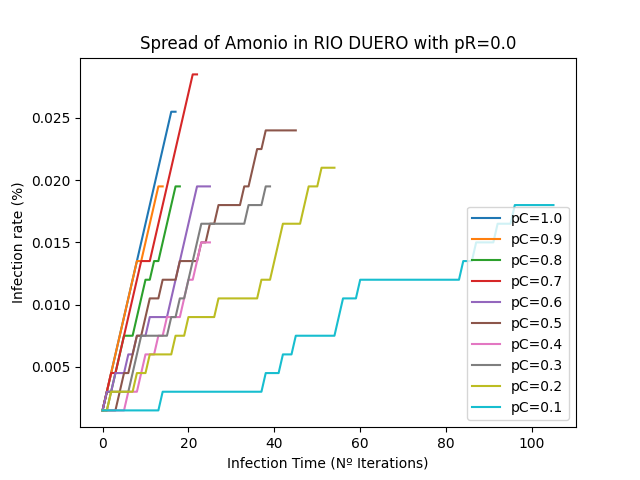 Spread of Amonio in RIO DUERO with pR=0.0
Infection rate (%)
0.025
0.020
0.015
0.010
0.005
0 20 40 60 80 100
Infection Time (Nº Iterations)
pC=1.0
pC=0.9
pC=0.8
pC=0.7
pC=0.6
pC=0.5
pC=0.4
pC=0.3
pC=0.2
pC=0.1